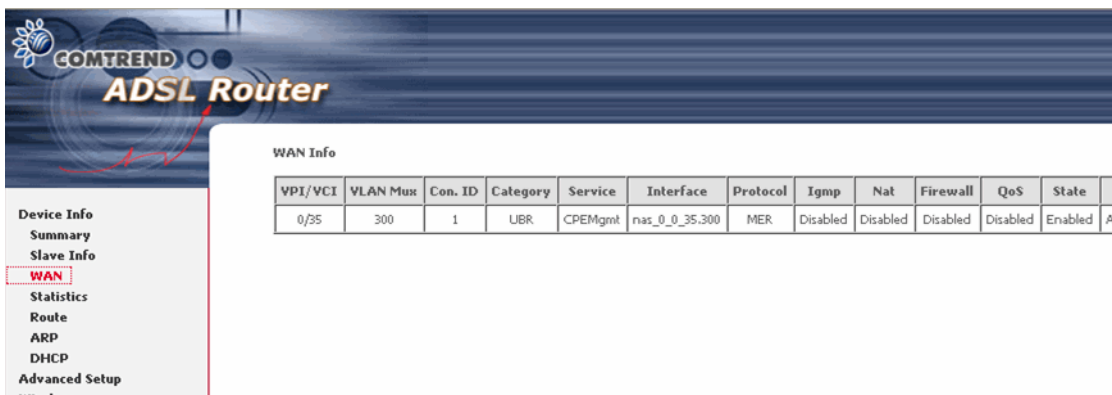 COMTREND
ADSL Router
WAN Info
VPI/VCI VLAN Mux Con. ID Category Service Interface Protocol Igmp Nat Firewall QoS State
0/35 300 1 UBR CPEMgmt nas_0_0_35.300 MER Disabled Disabled Disabled Disabled Enabled
Device Info
Summary
Slave Info
WAN
Statistics
Route
ARP
DHCP
Advanced Setup